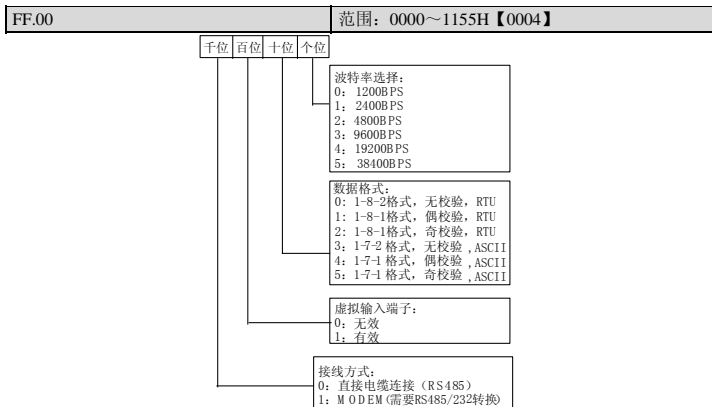 FF.00 范围：0000～1155H【0004】
千位 百位 十位 个位
波特率选择：
0：1200BPS
1：2400BPS
2：4800BPS
3：9600BPS
4：19200BPS
5：38400BPS
数据格式：
0：1-8-2格式，无校验，RTU
1：1-8-1格式，偶校验，RTU
2：1-8-1格式，奇校验，RTU
3：1-7-2 格式，无校验 ,ASCII
4：1-7-1 格式，偶校验 ,ASCII
5：1-7-1 格式，奇校验 ,ASCII
虚拟输入端子：
0：无效
1：有效
接线方式：
0：直接电缆连接（RS485）
1：MODEM(需要RS485/232转换)